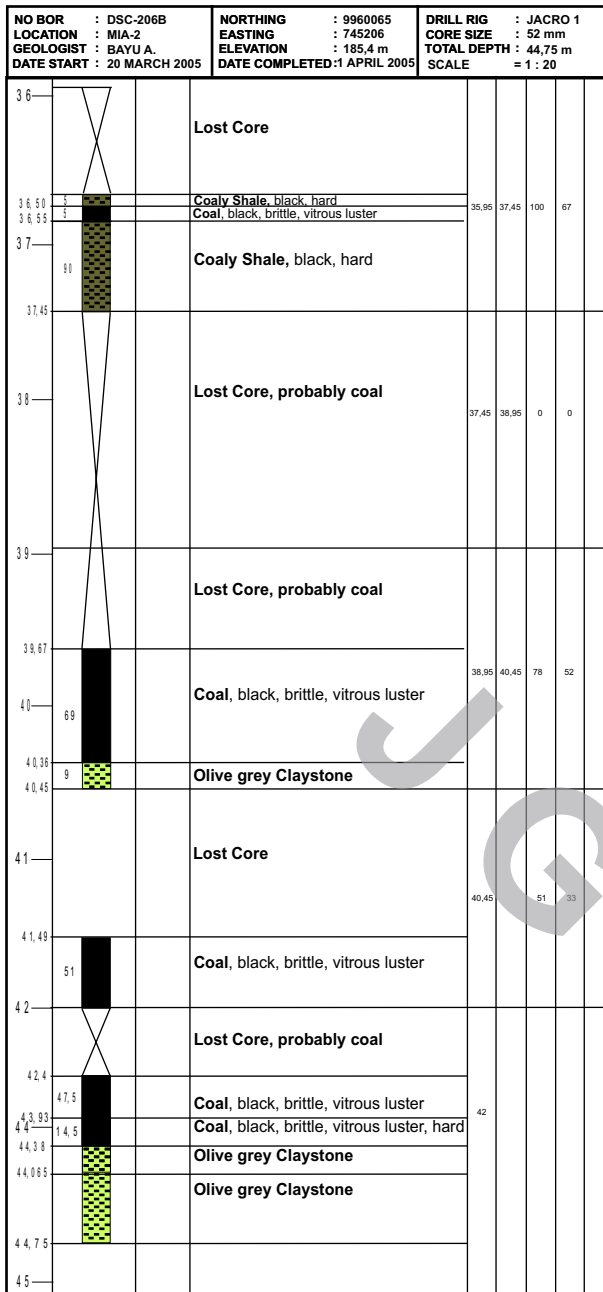 NO BOR : DSC-206B
LOCATION : MIA-2
GEOLOGIST : BAYU A.
DATE START : 20 MARCH 2005
NORTHING : 9960065
EASTING : 745206
ELEVATION : 185,4 m
DATE COMPLETED:1 APRIL 2005
DRILL RIG : JACRO 1
CORE SIZE : 52 mm
TOTAL DEPTH : 44,75 m
SCALE = 1 : 20
36
Lost Core
36,50 5 Coaly Shale, black, hard 35,95 37,45 100 67
36,55 5 Coal, black, brittle, vitrous luster
37
90 Coaly Shale, black, hard
37,45
38 Lost Core, probably coal 37,45 38,95 0 0
39
Lost Core, probably coal
39,67
38,95 40,45 78 52
40 69 Coal, black, brittle, vitrous luster
40,36
9 Olive grey Claystone
40,45
41 Lost Core
40,45 51 33
41,49
51 Coal, black, brittle, vitrous luster
42
Lost Core, probably coal
42,4
47,5 Coal, black, brittle, vitrous luster
43,93 42
44 14,5 Coal, black, brittle, vitrous luster, hard
44,38 Olive grey Claystone
44,065
Olive grey Claystone
44,75
45
J G